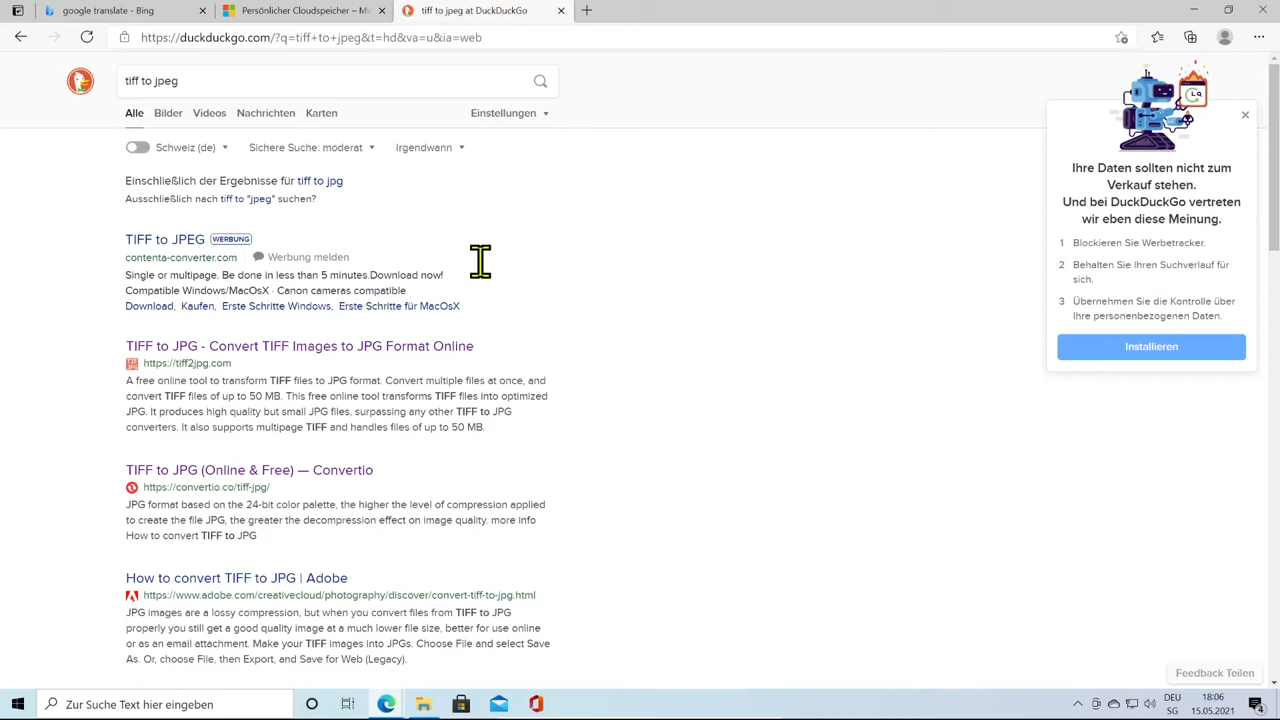 google translate - Bing
Persönlicher Cloudspeicher – Mi
tiff to jpeg at DuckDuckGo
https://duckduckgo.com/?q=tiff+to+jpeg&t=hd&va=u&ia=web
tiff to jpeg
Alle Bilder Videos Nachrichten Karten Einstellungen
Schweiz (de) Sichere Suche: moderat Irgendwann
Einschließlich der Ergebnisse für tiff to jpg
Ausschließlich nach tiff to "jpeg" suchen?
TIFF to JPEG WERBUNG
contenta-converter.com Werbung melden
Single or multipage. Be done in less than 5 minutes.Download now!
Compatible Windows/MacOsX · Canon cameras compatible
Download, Kaufen, Erste Schritte Windows, Erste Schritte für MacOsX
TIFF to JPG - Convert TIFF Images to JPG Format Online
https://tiff2jpg.com
A free online tool to transform TIFF files to JPG format. Convert multiple files at once, and
convert TIFF files of up to 50 MB. This free online tool transforms TIFF files into optimized
JPG. It produces high quality but small JPG files, surpassing any other TIFF to JPG
converters. It also supports multipage TIFF and handles files of up to 50 MB.
TIFF to JPG (Online & Free) — Convertio
https://convertio.co/tiff-jpg/
JPG format based on the 24-bit color palette, the higher the level of compression applied
to create the file JPG, the greater the decompression effect on image quality. more info
How to convert TIFF to JPG
How to convert TIFF to JPG | Adobe
https://www.adobe.com/creativecloud/photography/discover/convert-tiff-to-jpg.html
JPG images are a lossy compression, but when you convert files from TIFF to JPG
properly you still get a good quality image at a much lower file size, better for use online
or as an email attachment. Make your TIFF images into JPGs. Choose File and select Save
As. Or, choose File, then Export, and Save for Web (Legacy).
Ihre Daten sollten nicht zum
Verkauf stehen.
Und bei DuckDuckGo vertreten
wir eben diese Meinung.
1 Blockieren Sie Werbetracker.
2 Behalten Sie Ihren Suchverlauf für
sich.
3 Übernehmen Sie die Kontrolle über
Ihre personenbezogenen Daten.
Installieren
Feedback Teilen
Zur Suche Text hier eingeben
DEU
SG
18:06
15.05.2021
4